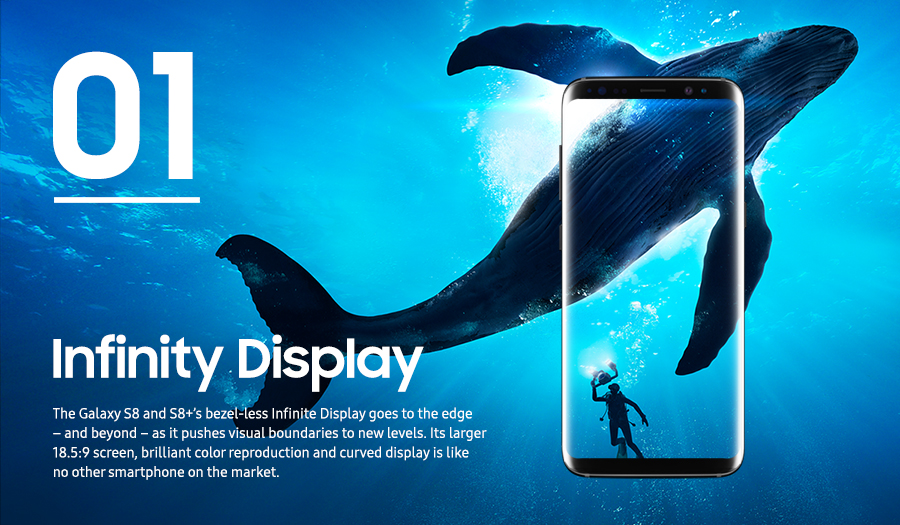 01
Infinity Display
The Galaxy S8 and S8+'s bezel-less Infinite Display goes to the edge
– and beyond – as it pushes visual boundaries to new levels. Its larger
18.5:9 screen, brilliant color reproduction and curved display is like
no other smartphone on the market.